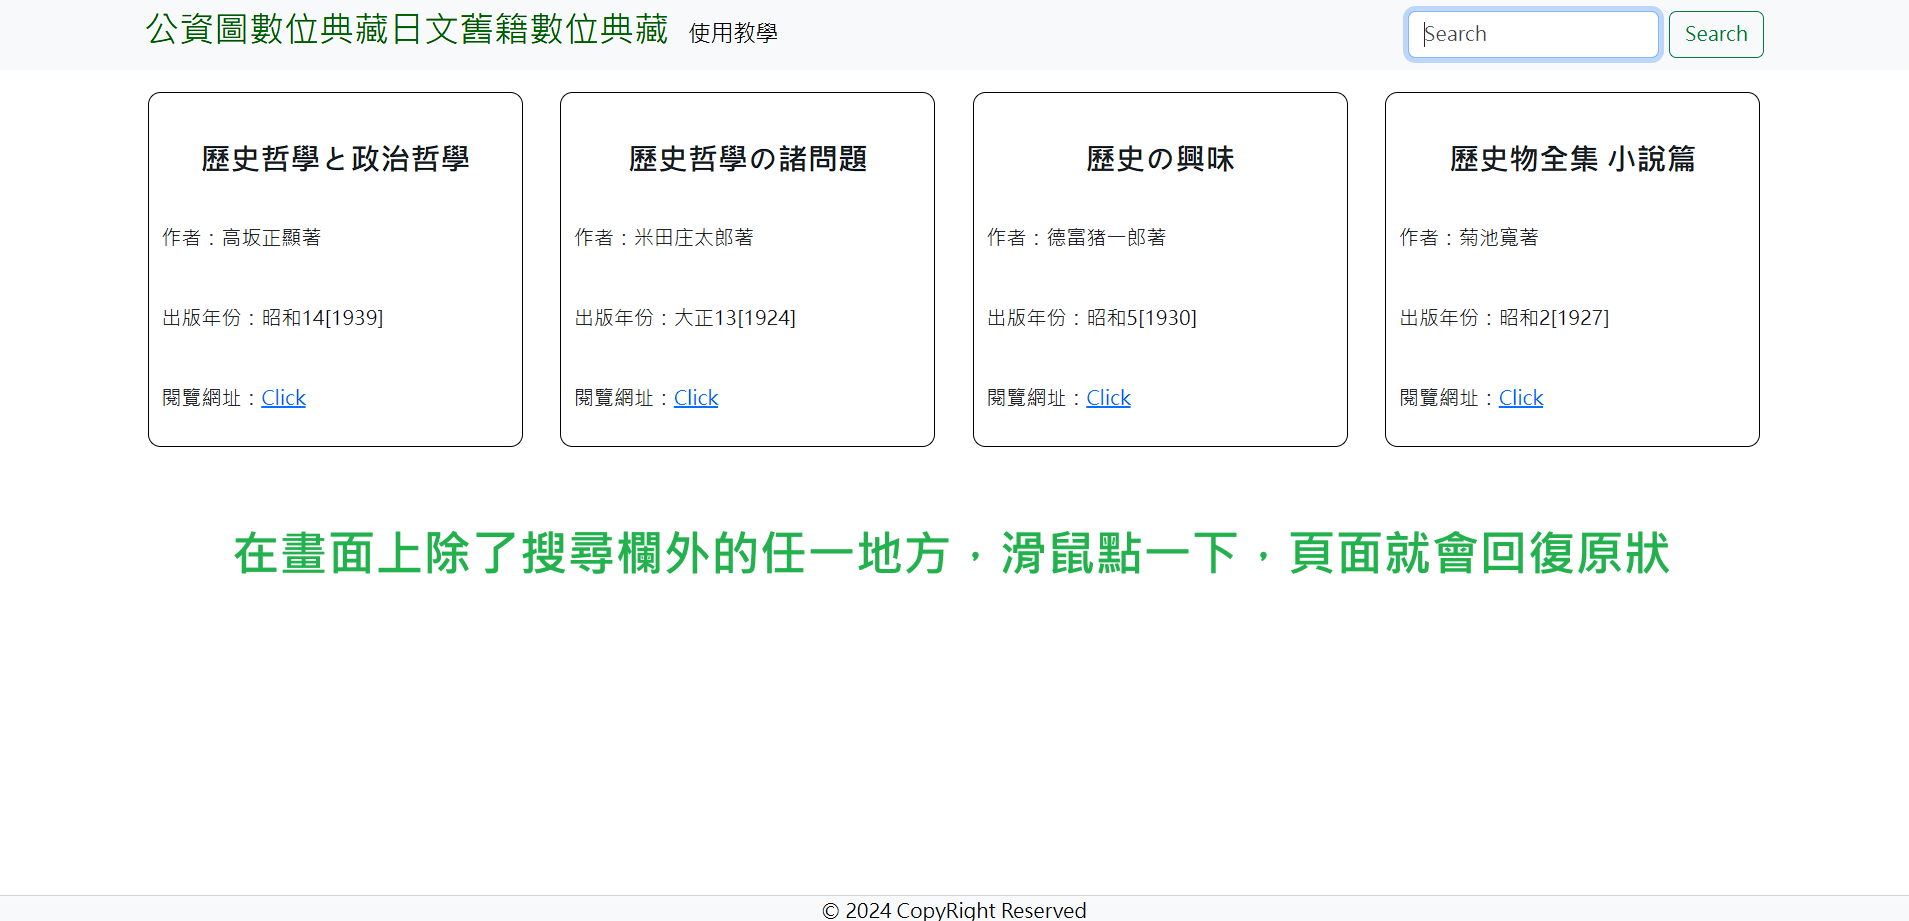 公資圖數位典藏日文舊籍數位典藏 使用教學 Search Search
歷史哲學と政治哲學
作者：高坂正顯著
出版年份：昭和14[1939]
閱覽網址：Click
歷史哲學の諸問題
作者：米田庄太郎著
出版年份：大正13[1924]
閱覽網址：Click
歷史の興味
作者：德富猪一郎著
出版年份：昭和5[1930]
閱覽網址：Click
歷史物全集 小說篇
作者：菊池寬著
出版年份：昭和2[1927]
閱覽網址：Click
在畫面上除了搜尋欄外的任一地方，滑鼠點一下，頁面就會回復原狀
© 2024 CopyRight Reserved